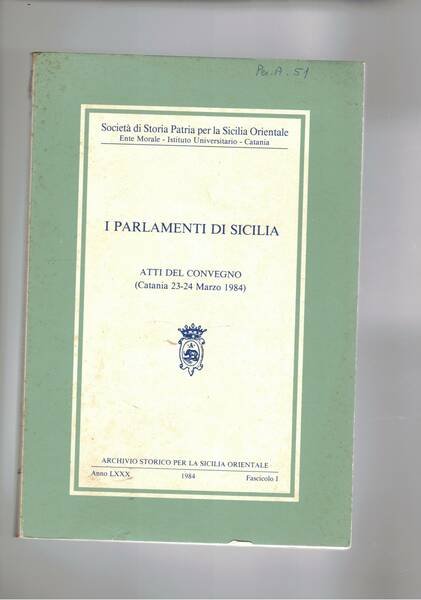 Pa. A. 51
Società di Storia Patria per la Sicilia Orientale
Ente Morale - Istituto Universitario - Catania
I PARLAMENTI DI SICILIA
ATTI DEL CONVEGNO
(Catania 23-24 Marzo 1984)
ARCHIVIO STORICO PER LA SICILIA ORIENTALE
Anno LXXX 1984 Fascicolo I